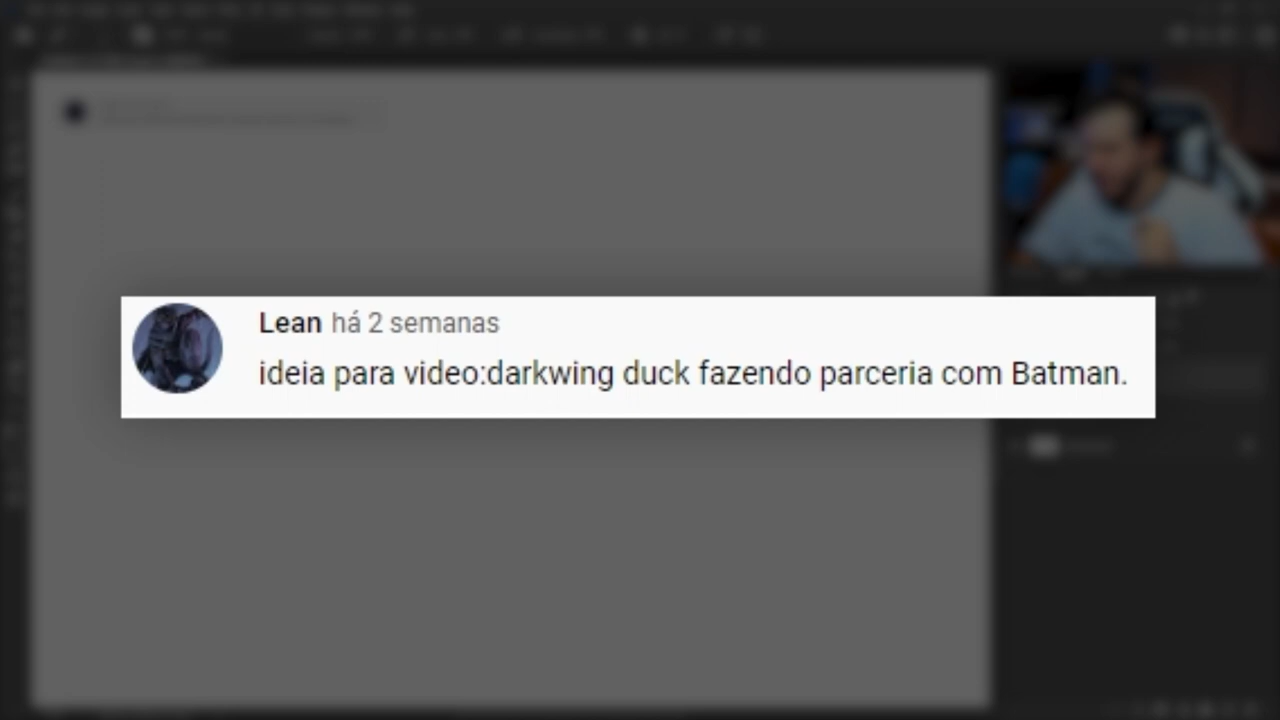 Lean há 2 semanas
ideia para video:darkwing duck fazendo parceria com Batman.